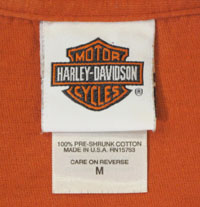 MOTOR
HARLEY-DAVIDSON
CYCLES
®
100% PRE-SHRUNK COTTON
MADE IN U.S.A. RN15763
CARE ON REVERSE
M